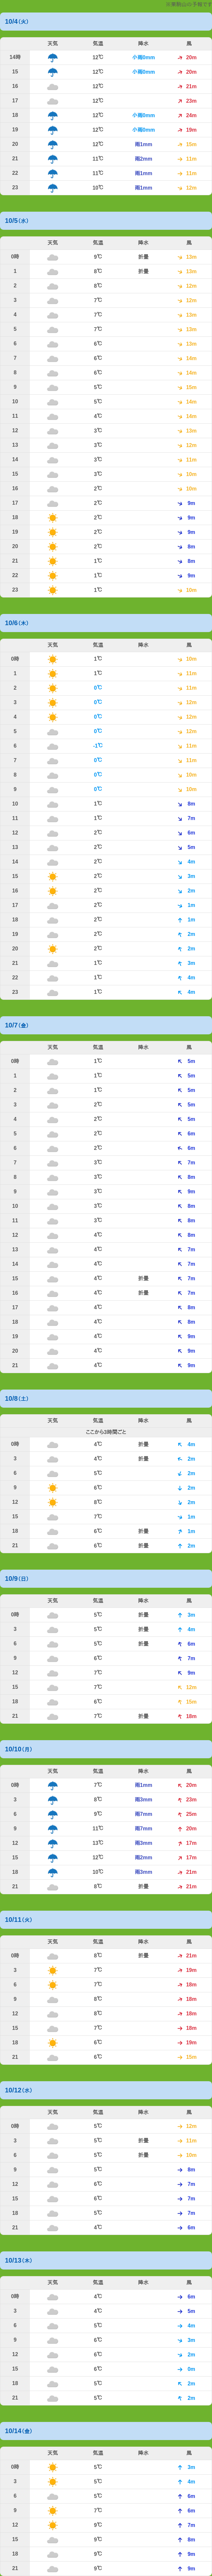 ※乗鞍山の予報です
10/4(火)
天気 気温 降水 風
14時 12℃ 小雨0mm 20m
15 12℃ 小雨0mm 20m
16 12℃ 21m
17 12℃ 23m
18 12℃ 小雨0mm 24m
19 12℃ 小雨0mm 19m
20 12℃ 雨1mm 15m
21 11℃ 雨2mm 11m
22 11℃ 雨1mm 11m
23 10℃ 雨1mm 12m
10/5(水)
天気 気温 降水 風
0時 9℃ 折畳 13m
1 8℃ 折畳 13m
2 8℃ 12m
3 7℃ 12m
4 7℃ 13m
5 7℃ 13m
6 6℃ 13m
7 6℃ 14m
8 6℃ 14m
9 5℃ 15m
10 5℃ 14m
11 4℃ 14m
12 3℃ 13m
13 3℃ 12m
14 3℃ 11m
15 3℃ 10m
16 2℃ 10m
17 2℃ 9m
18 2℃ 9m
19 2℃ 9m
20 2℃ 8m
21 1℃ 8m
22 1℃ 9m
23 1℃ 10m
10/6(木)
天気 気温 降水 風
0時 1℃ 10m
1 1℃ 11m
2 0℃ 11m
3 0℃ 12m
4 0℃ 12m
5 0℃ 12m
6 -1℃ 11m
7 0℃ 11m
8 0℃ 10m
9 0℃ 10m
10 1℃ 8m
11 1℃ 7m
12 2℃ 6m
13 2℃ 5m
14 2℃ 4m
15 2℃ 3m
16 2℃ 2m
17 2℃ 1m
18 2℃ 1m
19 2℃ 2m
20 2℃ 2m
21 1℃ 3m
22 1℃ 4m
23 1℃ 4m
10/7(金)
天気 気温 降水 風
0時 1℃ 5m
1 1℃ 5m
2 1℃ 5m
3 2℃ 5m
4 2℃ 5m
5 2℃ 6m
6 2℃ 6m
7 3℃ 7m
8 3℃ 8m
9 3℃ 9m
10 3℃ 8m
11 3℃ 8m
12 4℃ 8m
13 4℃ 7m
14 4℃ 7m
15 4℃ 折畳 7m
16 4℃ 折畳 7m
17 4℃ 8m
18 4℃ 8m
19 4℃ 9m
20 4℃ 9m
21 4℃ 9m
10/8(土)
天気 気温 降水 風
ここから3時間ごと
0時 4℃ 折畳 4m
3 4℃ 折畳 2m
6 5℃ 2m
9 6℃ 2m
12 8℃ 2m
15 7℃ 1m
18 6℃ 折畳 1m
21 6℃ 折畳 2m
10/9(日)
天気 気温 降水 風
0時 5℃ 折畳 3m
3 5℃ 折畳 4m
6 5℃ 折畳 6m
9 6℃ 7m
12 7℃ 9m
15 7℃ 12m
18 6℃ 15m
21 7℃ 折畳 18m
10/10(月)
天気 気温 降水 風
0時 7℃ 雨1mm 20m
3 8℃ 雨3mm 23m
6 9℃ 雨7mm 25m
9 11℃ 雨7mm 20m
12 13℃ 雨3mm 17m
15 12℃ 雨2mm 17m
18 10℃ 雨3mm 21m
21 8℃ 折畳 21m
10/11(火)
天気 気温 降水 風
0時 8℃ 折畳 21m
3 7℃ 19m
6 7℃ 18m
9 8℃ 18m
12 8℃ 18m
15 7℃ 18m
18 6℃ 19m
21 6℃ 15m
10/12(水)
天気 気温 降水 風
0時 5℃ 12m
3 5℃ 折畳 11m
6 5℃ 折畳 10m
9 5℃ 8m
12 6℃ 7m
15 6℃ 7m
18 5℃ 7m
21 4℃ 6m
10/13(木)
天気 気温 降水 風
0時 4℃ 6m
3 4℃ 5m
6 5℃ 4m
9 6℃ 3m
12 6℃ 2m
15 6℃ 0m
18 5℃ 2m
21 5℃ 2m
10/14(金)
天気 気温 降水 風
0時 5℃ 3m
3 5℃ 4m
6 5℃ 6m
9 7℃ 6m
12 9℃ 7m
15 9℃ 8m
18 9℃ 9m
21 9℃ 9m